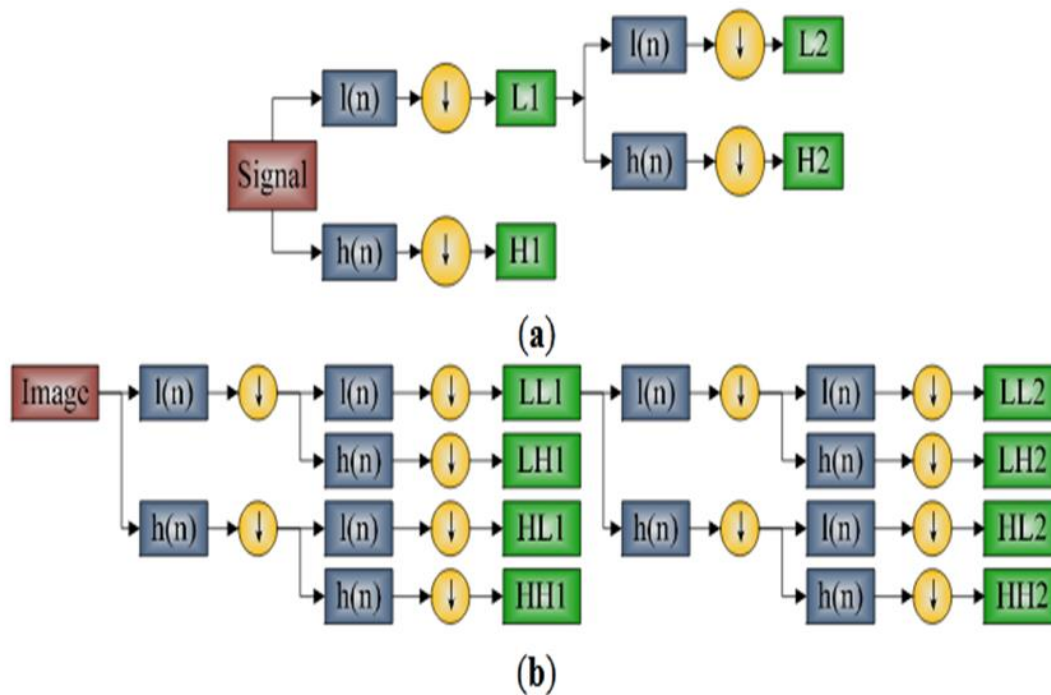 l(n) ↓ L2
l(n) ↓ L1
h(n) ↓ H2
Signal
h(n) ↓ H1
(a)
Image l(n) ↓ l(n) ↓ LL1 l(n) ↓ l(n) ↓ LL2
h(n) ↓ LH1 h(n) ↓ LH2
h(n) ↓ l(n) ↓ HL1 h(n) ↓ l(n) ↓ HL2
h(n) ↓ HH1 h(n) ↓ HH2
(b)